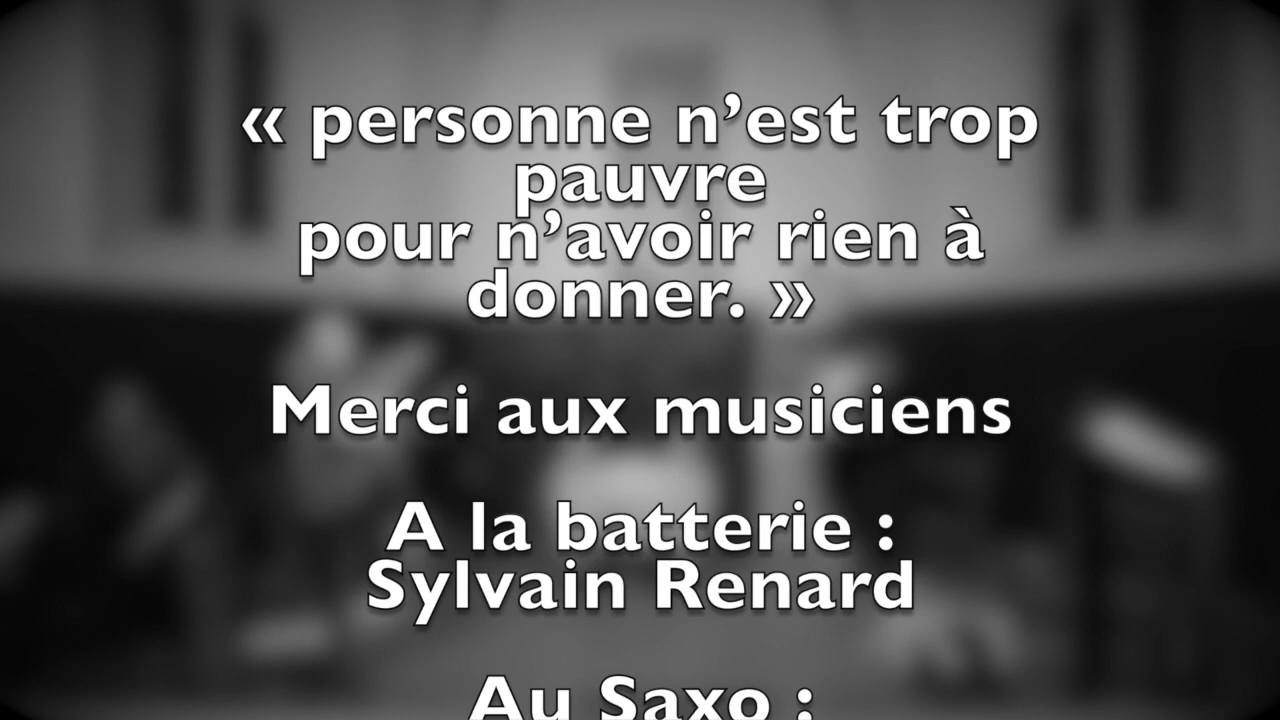 « personne n’est trop
pauvre
pour n’avoir rien à
donner. »
Merci aux musiciens
A la batterie :
Sylvain Renard
Au Saxo :